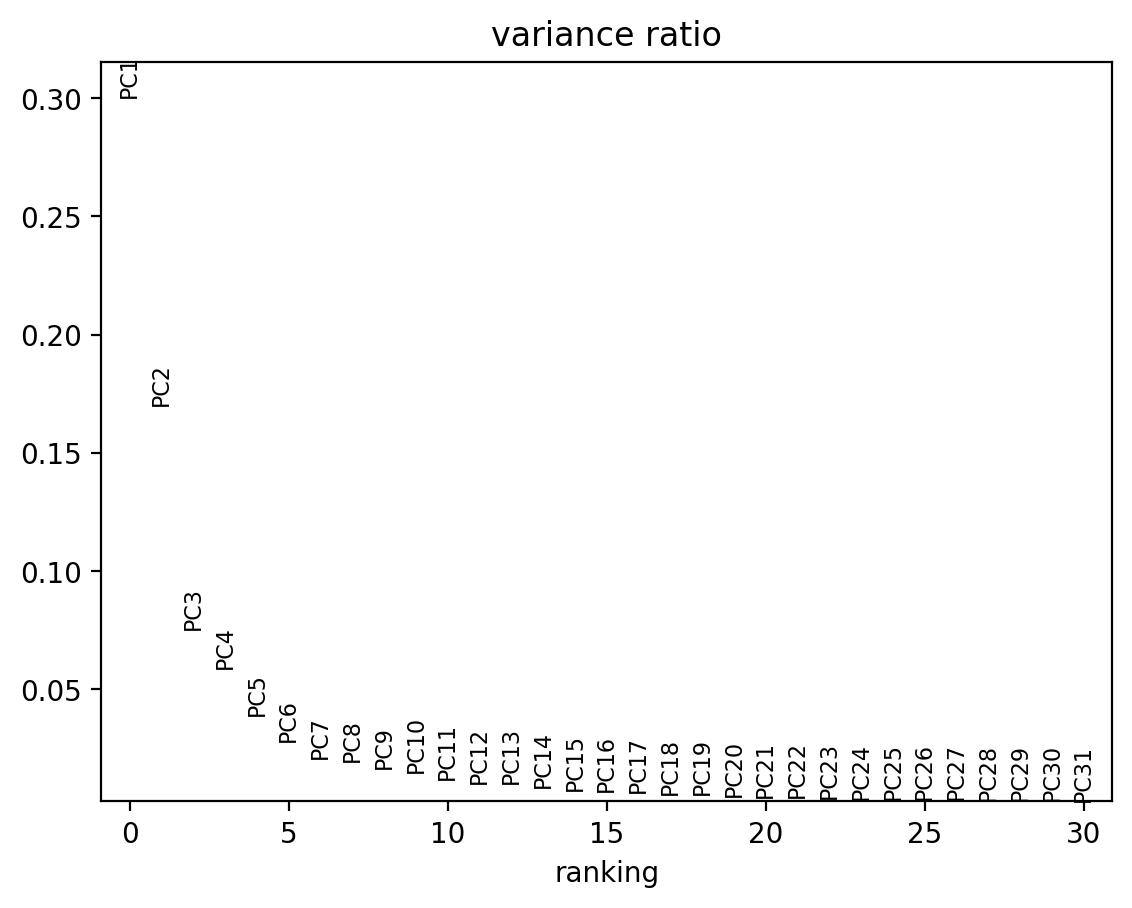 variance ratio
0.30
0.25
0.20
0.15
0.10
0.05
PC1
PC2
PC3
PC4
PC5
PC6
PC7
PC8
PC9
PC10
PC11
PC12
PC13
PC14
PC15
PC16
PC17
PC18
PC19
PC20
PC21
PC22
PC23
PC24
PC25
PC26
PC27
PC28
PC29
PC30
PC31
0 5 10 15 20 25 30
ranking